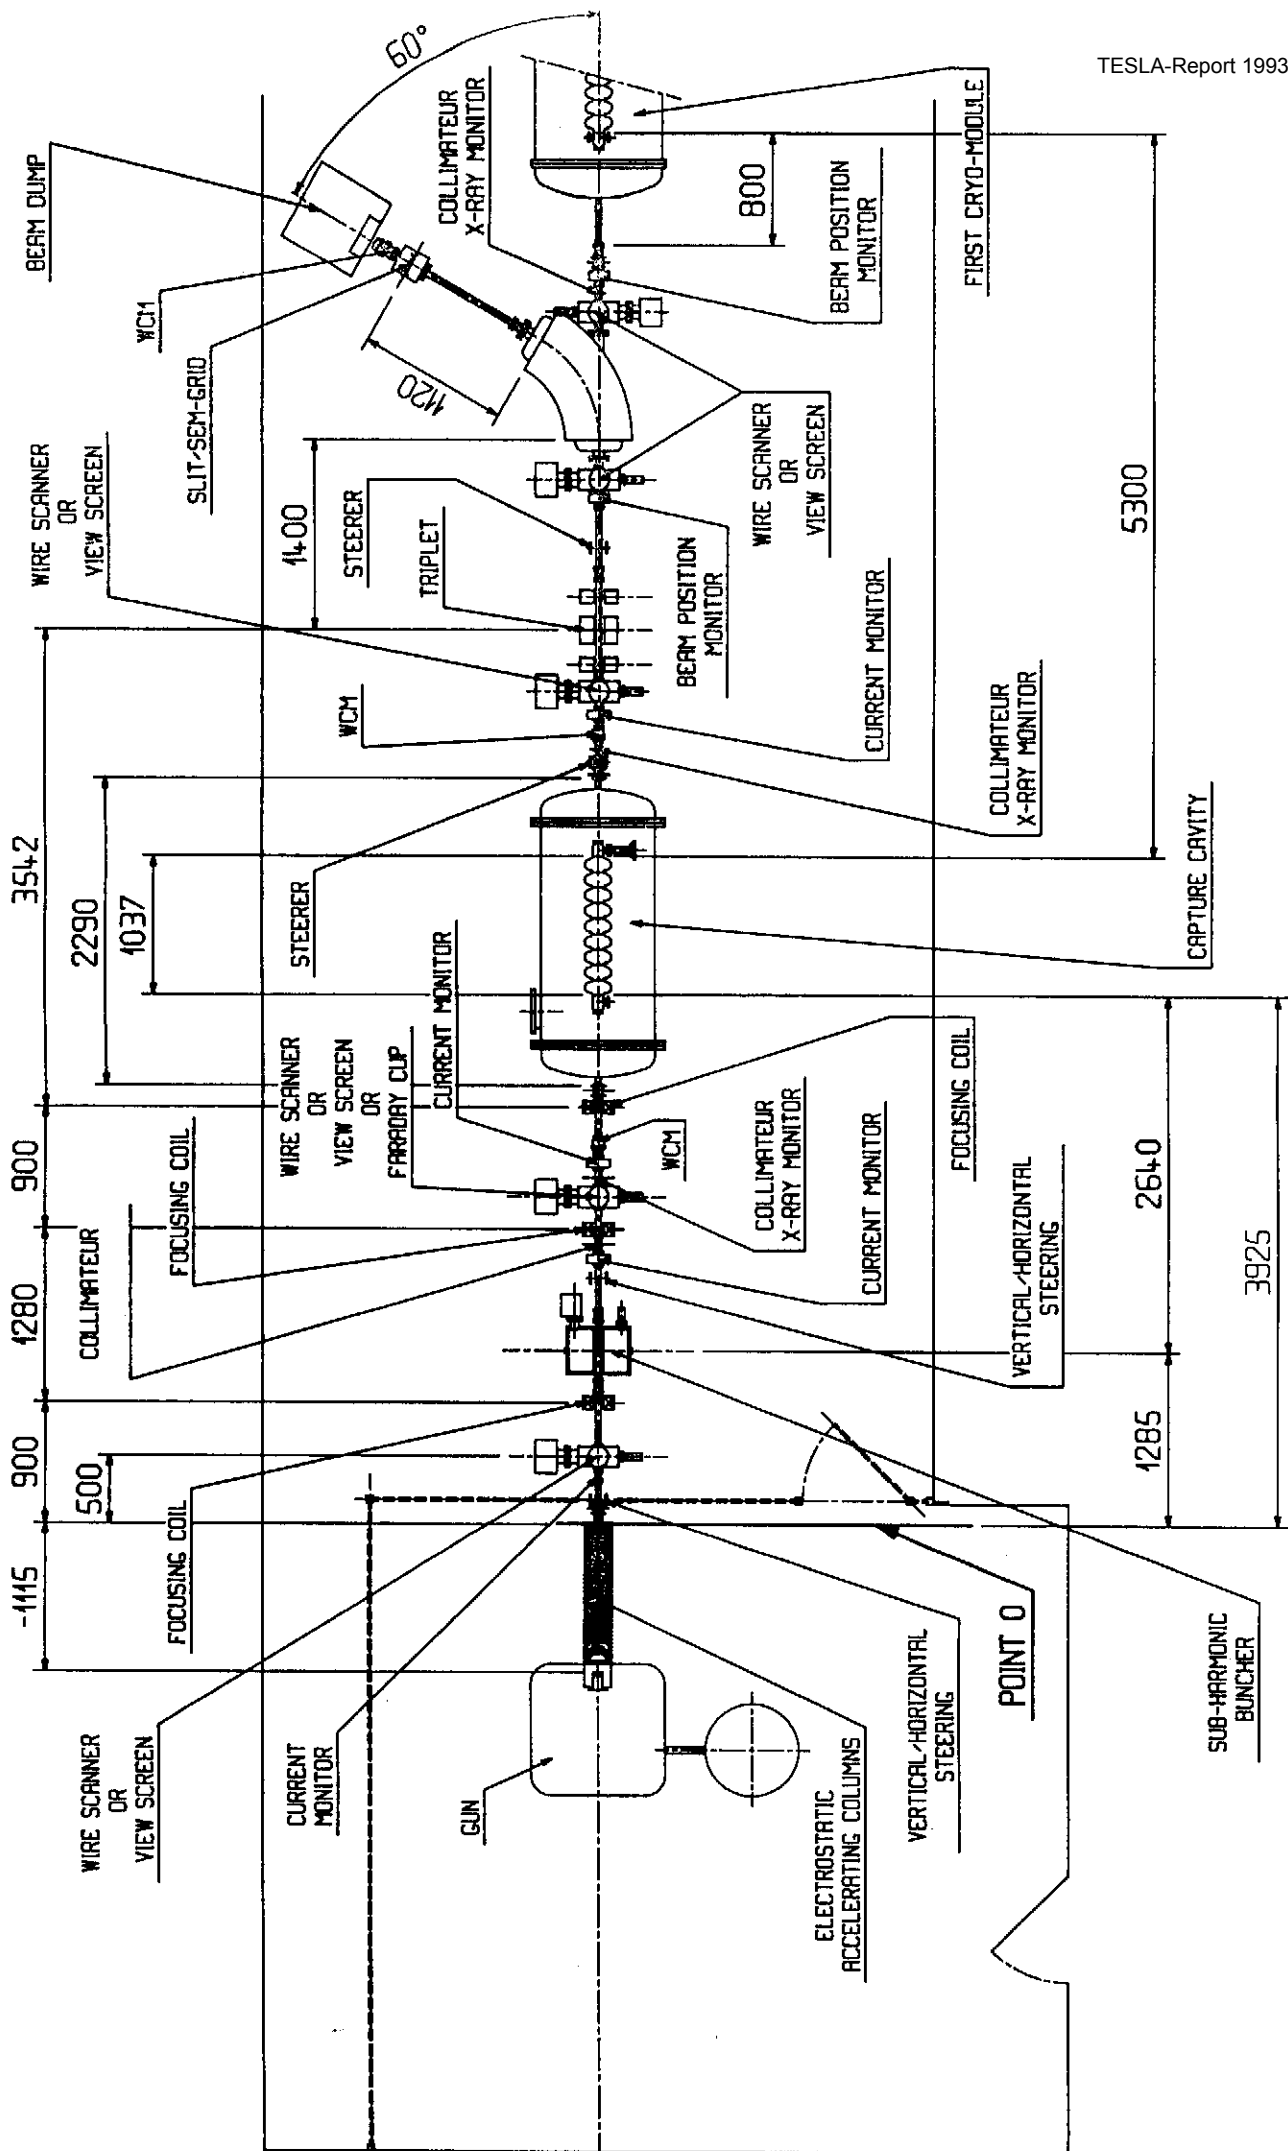 TESLA-Report 1993
60°
BEAM DUMP
WCM
SLIT/SEM-GRID
1120
COLLIMATEUR
X-RAY MONITOR
800
BEAM POSITION
MONITOR
FIRST CRYO-MODULE
WIRE SCANNER
OR
VIEW SCREEN
1400
STEERER
TRIPLET
WIRE SCANNER
OR
VIEW SCREEN
BEAM POSITION
MONITOR
5300
WCM
CURRENT MONITOR
COLLIMATEUR
X-RAY MONITOR
3542
2290
1037
STEERER
CAPTURE CAVITY
CURRENT MONITOR
WIRE SCANNER
OR
VIEW SCREEN
OR
FARADAY CUP
900
FOCUSING COIL
WCM
COLLIMATEUR
X-RAY MONITOR
FOCUSING COIL
2640
3925
1280
COLLIMATEUR
CURRENT MONITOR
VERTICAL/HORIZONTAL
STEERING
900
500
1285
-1115
FOCUSING COIL
POINT 0
SUB-HARMONIC
BUNCHER
WIRE SCANNER
OR
VIEW SCREEN
CURRENT
MONITOR
GUN
ELECTROSTATIC
ACCELERATING COLUMNS
VERTICAL/HORIZONTAL
STEERING